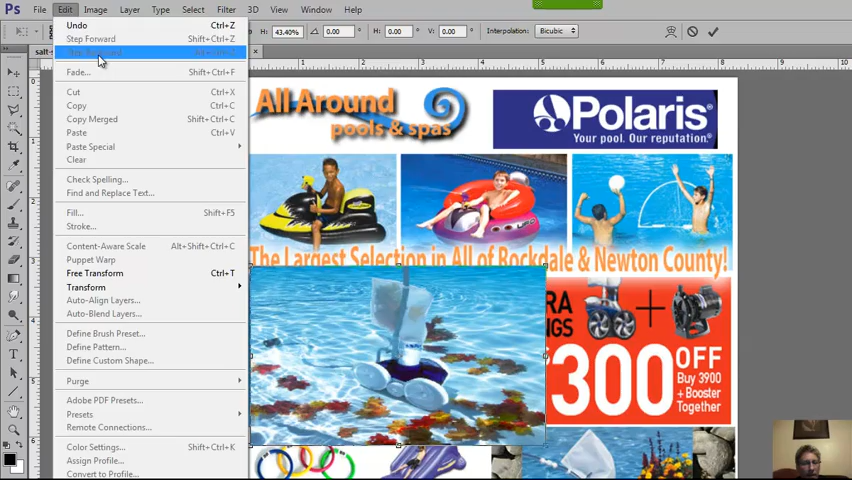 Ps File Edit Image Layer Type Select Filter 3D View Window Help
43.40% H: 0.00 V: 0.00 Interpolation: Bicubic
salt-
Undo Ctrl+Z
Step Forward Shift+Ctrl+Z
Fade... Shift+Ctrl+F
Cut Ctrl+X
Copy Ctrl+C
Copy Merged Shift+Ctrl+C
Paste Ctrl+V
Paste Special
Clear
Check Spelling...
Find and Replace Text...
Fill... Shift+F5
Stroke...
Content-Aware Scale Alt+Shift+Ctrl+C
Puppet Warp
Free Transform Ctrl+T
Transform
Auto-Align Layers...
Auto-Blend Layers...
Define Brush Preset...
Define Pattern...
Define Custom Shape...
Purge
Adobe PDF Presets...
Presets
Remote Connections...
Color Settings... Shift+Ctrl+K
Assign Profile...
Convert to Profile...
All Around
pools & spas
Polaris
Your pool. Our reputation.
The Largest Selection in All of Rockdale & Newton County!
$300 OFF
Buy 3900
+ Booster
Together